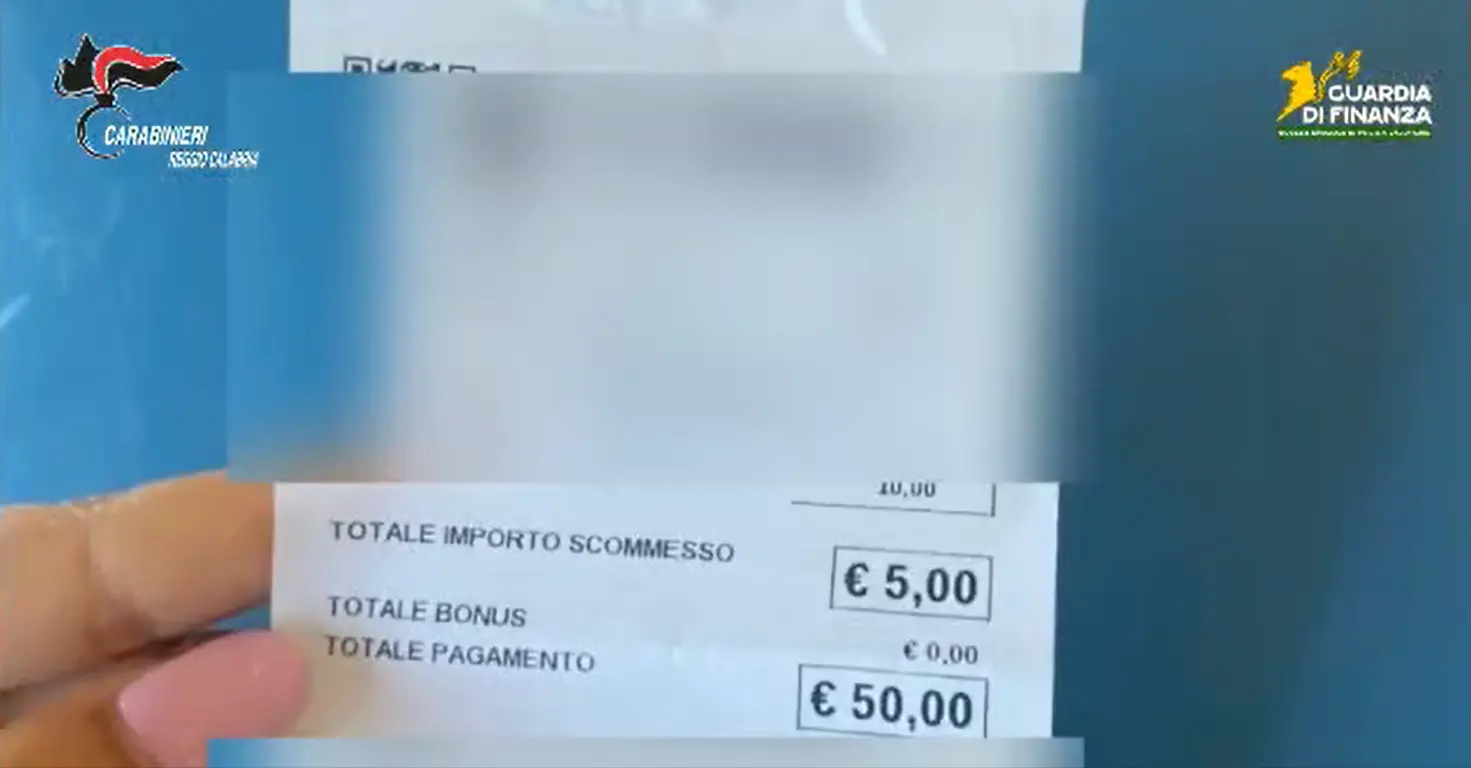 CARABINIERI
REGGIO CALABRIA
GUARDIA
DI FINANZA
10,00
TOTALE IMPORTO SCOMMESSO
€ 5,00
TOTALE BONUS
€ 0,00
TOTALE PAGAMENTO
€ 50,00